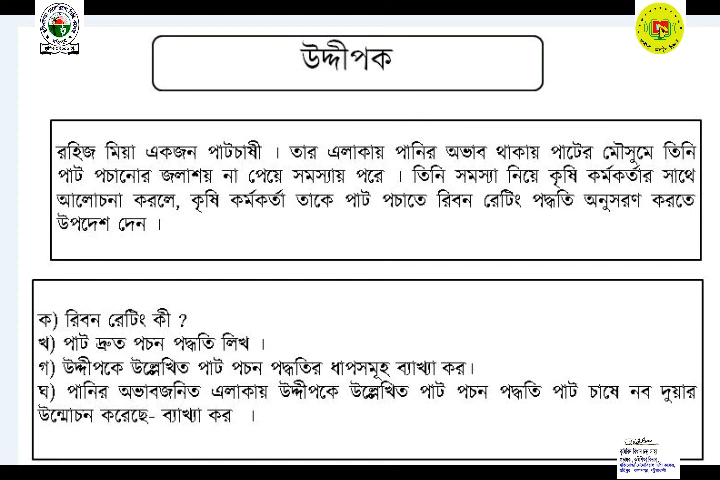 উদ্দীপক
রহিজ মিয়া একজন পাটচাষী । তার এলাকায় পানির অভাব থাকায় পাটের মৌসুমে তিনি
পাট পচানোর জলাশয় না পেয়ে সমস্যায় পরে । তিনি সমস্যা নিয়ে কৃষি কর্মকর্তার সাথে
আলোচনা করলে, কৃষি কর্মকর্তা তাকে পাট পচাতে রিবন রেটিং পদ্ধতি অনুসরণ করতে
উপদেশ দেন ।
ক) রিবন রেটিং কী ?
খ) পাট দ্রুত পচন পদ্ধতি লিখ ।
গ) উদ্দীপকে উল্লেখিত পাট পচন পদ্ধতির ধাপসমূহ ব্যাখ্যা কর।
ঘ) পানির অভাবজনিত এলাকায় উদ্দীপকে উল্লেখিত পাট পচন পদ্ধতি পাট চাষে নব দুয়ার
উন্মোচন করেছে- ব্যাখ্যা কর ।